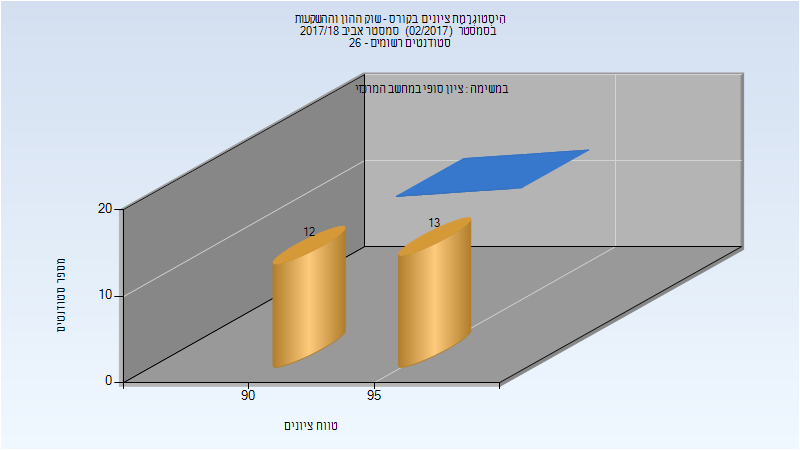 היסטוגרמת ציונים בקורס - שוק ההון וההשקעות
בסמסטר (02/2017) סמסטר אביב 2017/18
סטודנטים רשומים - 26
במשימה : ציון סופי במחשב המרכזי
12
13
20
10
0
90
95
מספר סטודנטים
טווח ציונים